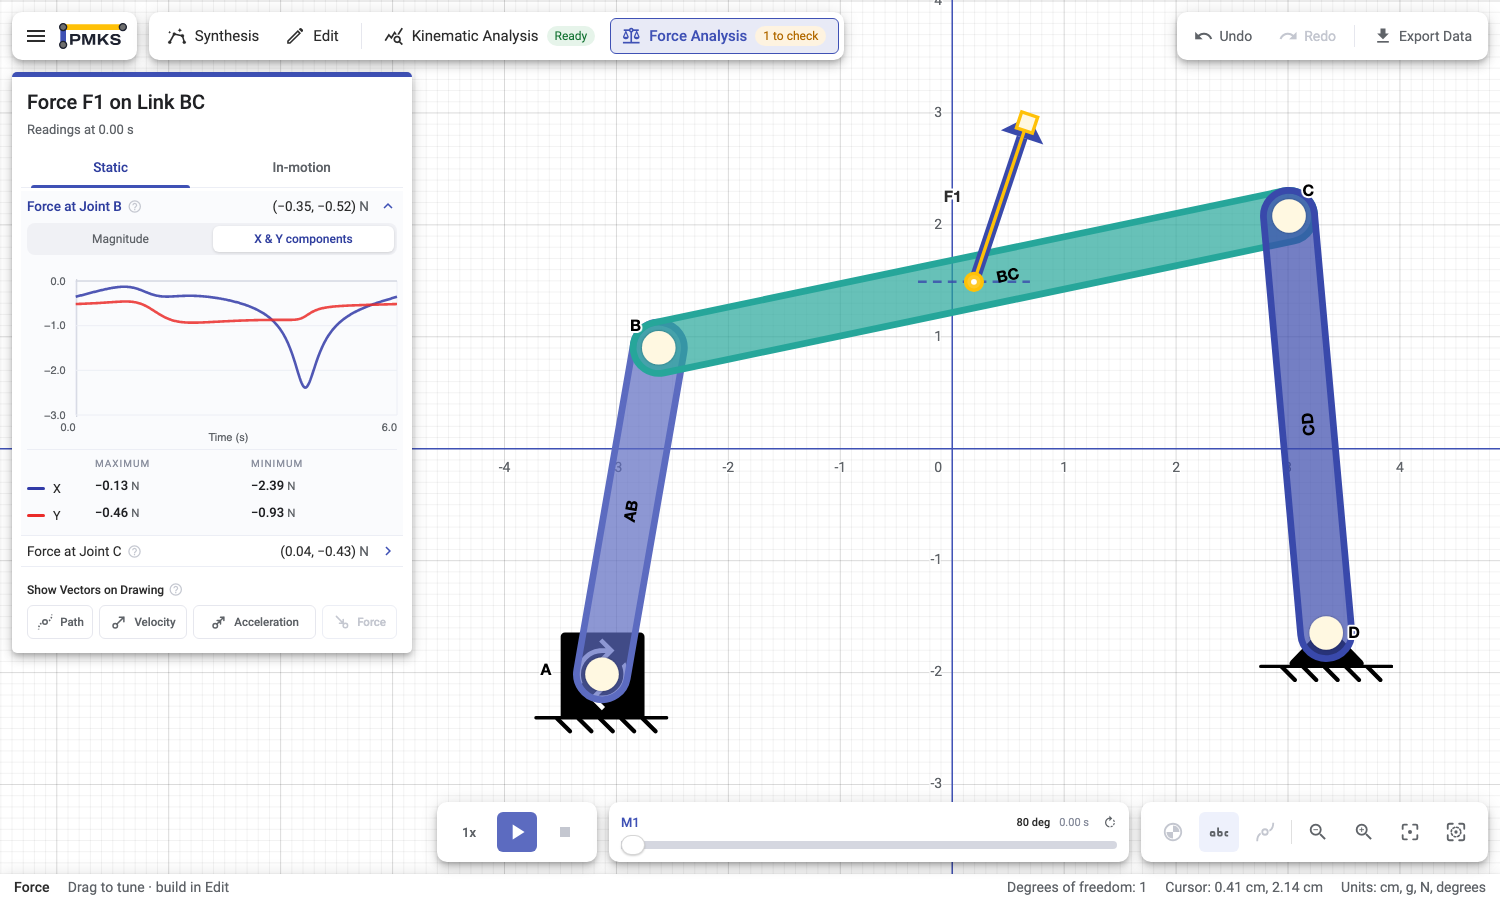 PMKS
Synthesis
Edit
Kinematic Analysis Ready
Force Analysis 1 to check
Undo
Redo
Export Data
Force F1 on Link BC
Readings at 0.00 s
Static In-motion
Force at Joint B ? (−0.35, −0.52) N
Magnitude X & Y components
0.0
−1.0
−2.0
−3.0
0.0 6.0
Time (s)
MAXIMUM MINIMUM
X −0.13 N −2.39 N
Y −0.46 N −0.93 N
Force at Joint C ? (0.04, −0.43) N
Show Vectors on Drawing ?
Path Velocity Acceleration Force
4
3
2
1
-1
-2
-3
-4 3 -2 -1 0 1 2 3 4
F1
BC
B
C
AB
CD
A
D
1x
M1 80 deg 0.00 s
abc
Force Drag to tune · build in Edit
Degrees of freedom: 1 Cursor: 0.41 cm, 2.14 cm Units: cm, g, N, degrees